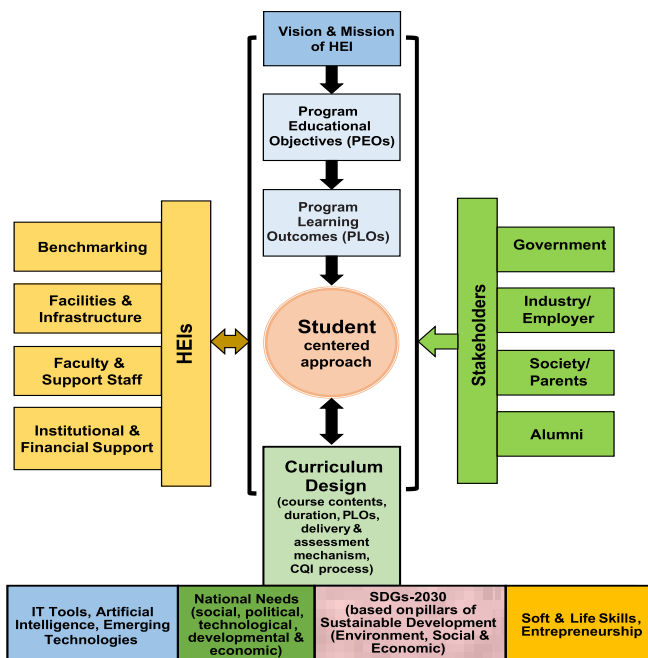 Vision & Mission
of HEI
Program
Educational
Objectives (PEOs)
Program
Learning
Outcomes (PLOs)
Student
centered
approach
Curriculum
Design
(course contents,
duration, PLOs,
delivery &
assessment
mechanism,
CQI process)
Benchmarking
Facilities &
Infrastructure
Faculty &
Support Staff
Institutional &
Financial Support
HEIs
Stakeholders
Government
Industry/
Employer
Society/
Parents
Alumni
IT Tools, Artificial
Intelligence, Emerging
Technologies
National Needs
(social, political,
technological,
developmental &
economic)
SDGs-2030
(based on pillars of
Sustainable Development
(Environment, Social &
Economic)
Soft & Life Skills,
Entrepreneurship